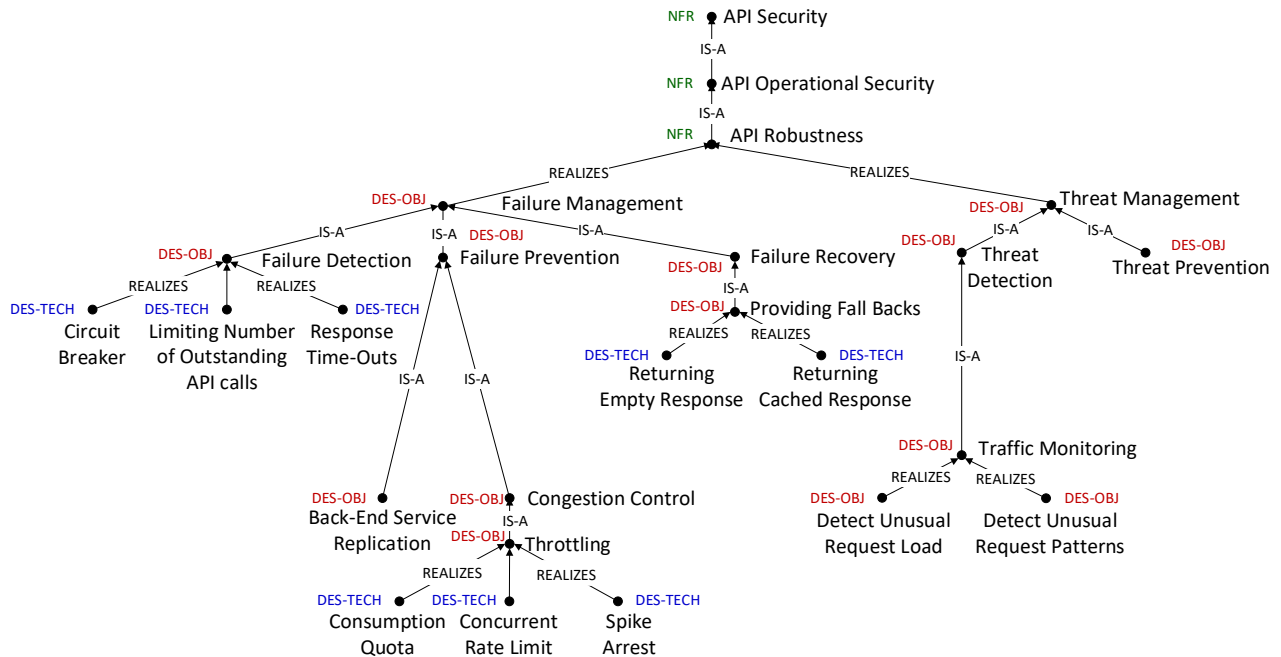 NFR API Security
IS-A
NFR API Operational Security
IS-A
NFR API Robustness
REALIZES REALIZES
DES-OBJ Failure Management
DES-OBJ Threat Management
IS-A IS-A DES-OBJ IS-A
IS-A IS-A
DES-OBJ Failure Detection
Failure Prevention
DES-OBJ Failure Recovery
DES-OBJ Threat
Detection
DES-OBJ
Threat Prevention
REALIZES REALIZES
IS-A
DES-TECH DES-TECH DES-TECH
Circuit
Breaker
Limiting Number
of Outstanding
API calls
Response
Time-Outs
DES-OBJ Providing Fall Backs
REALIZES REALIZES
DES-TECH DES-TECH
Returning
Empty Response
Returning
Cached Response
IS-A IS-A
IS-A
DES-OBJ Traffic Monitoring
REALIZES REALIZES
DES-OBJ DES-OBJ
Detect Unusual
Request Load
Detect Unusual
Request Patterns
DES-OBJ
Back-End Service
Replication
DES-OBJ Congestion Control
IS-A
DES-OBJ Throttling
REALIZES REALIZES
DES-TECH DES-TECH DES-TECH
Consumption
Quota
Concurrent
Rate Limit
Spike
Arrest